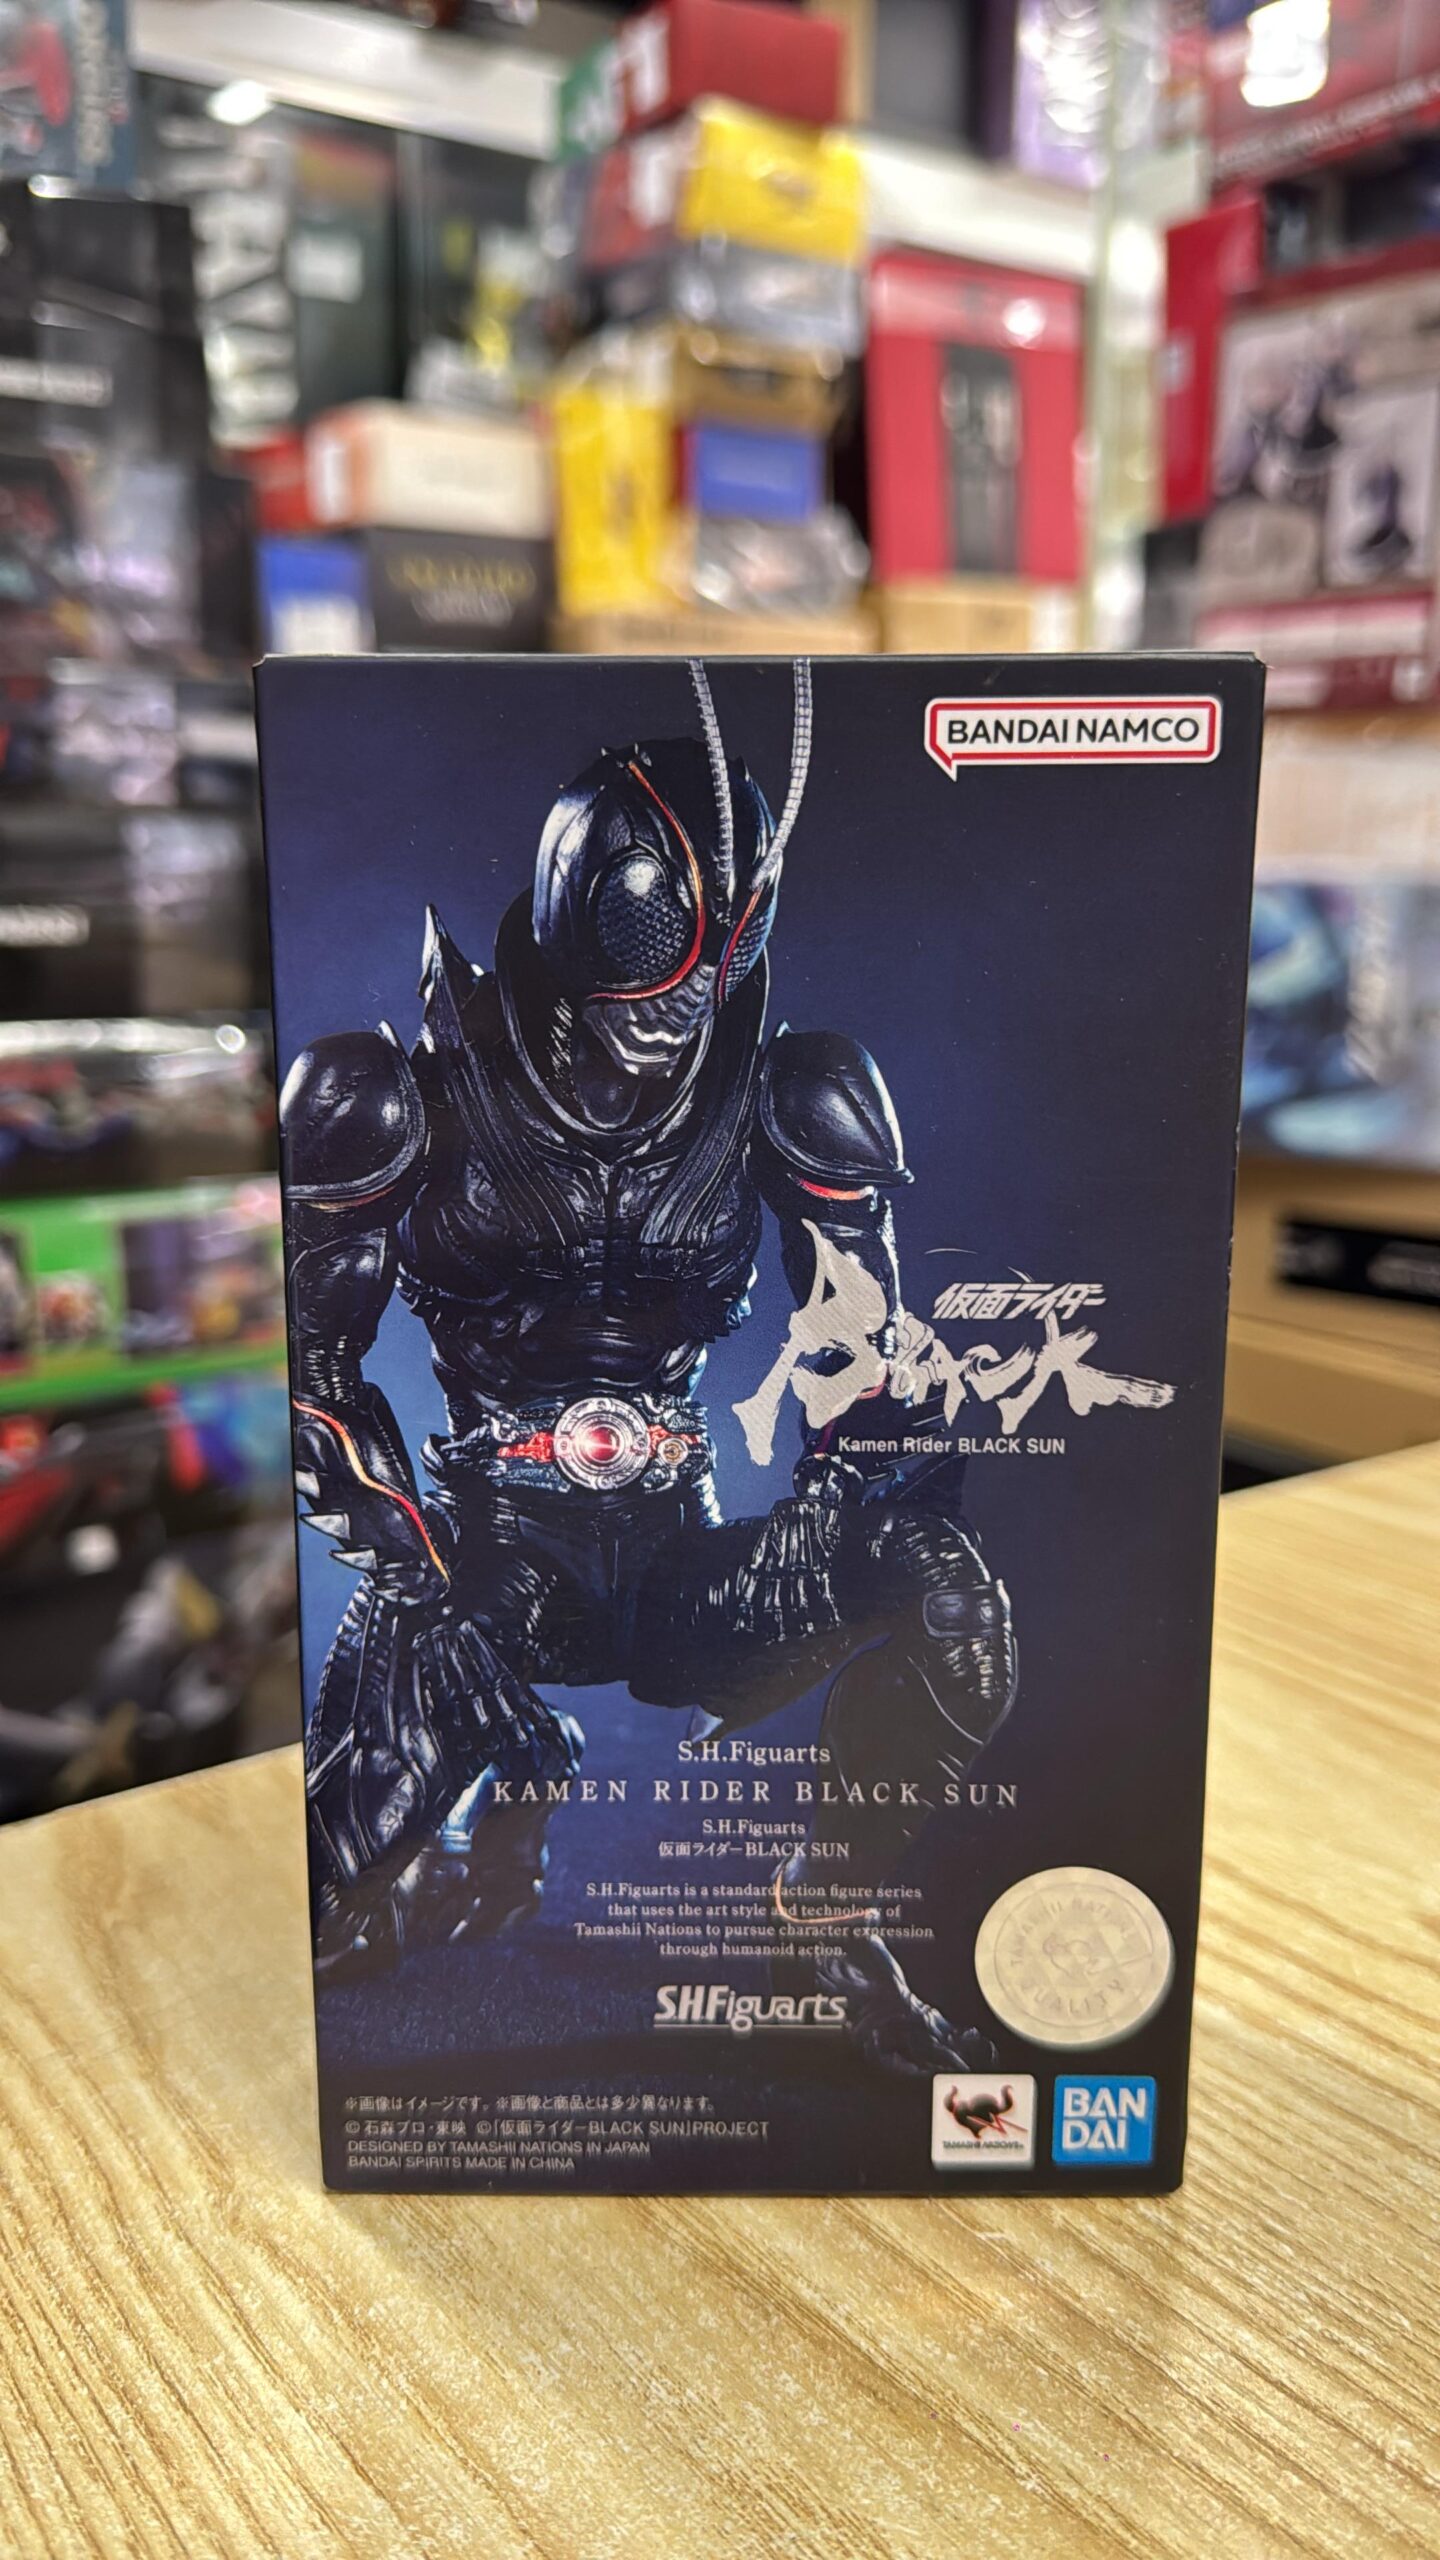 BANDAI NAMCO
仮面ライダー
BLACK
Kamen Rider BLACK SUN
S.H.Figuarts
KAMEN RIDER BLACK SUN
S.H.Figuarts
仮面ライダーBLACK SUN
S.H.Figuarts is a standard action figure series
that uses the art style and technology of
Tamashii Nations to pursue character expression
through humanoid action.
S.H.Figuarts
QUALITY
※画像はイメージです。※画像と商品とは多少異なります。
© 石森プロ・東映 ©「仮面ライダーBLACK SUN」PROJECT
DESIGNED BY TAMASHII NATIONS IN JAPAN
BANDAI SPIRITS MADE IN CHINA
TAMASHII NATIONS
BAN
DAI